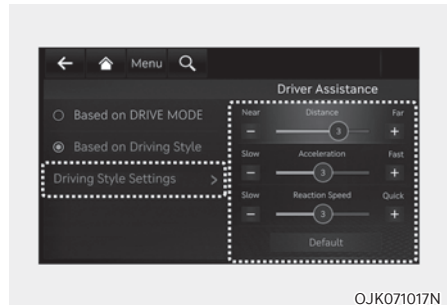 Menu
Driver Assistance
Based on DRIVE MODE
Based on Driving Style
Driving Style Settings >
Near Distance Far
− 3 +
Slow Acceleration Fast
− 3 +
Slow Reaction Speed Quick
− 3 +
Default
OJK071017N